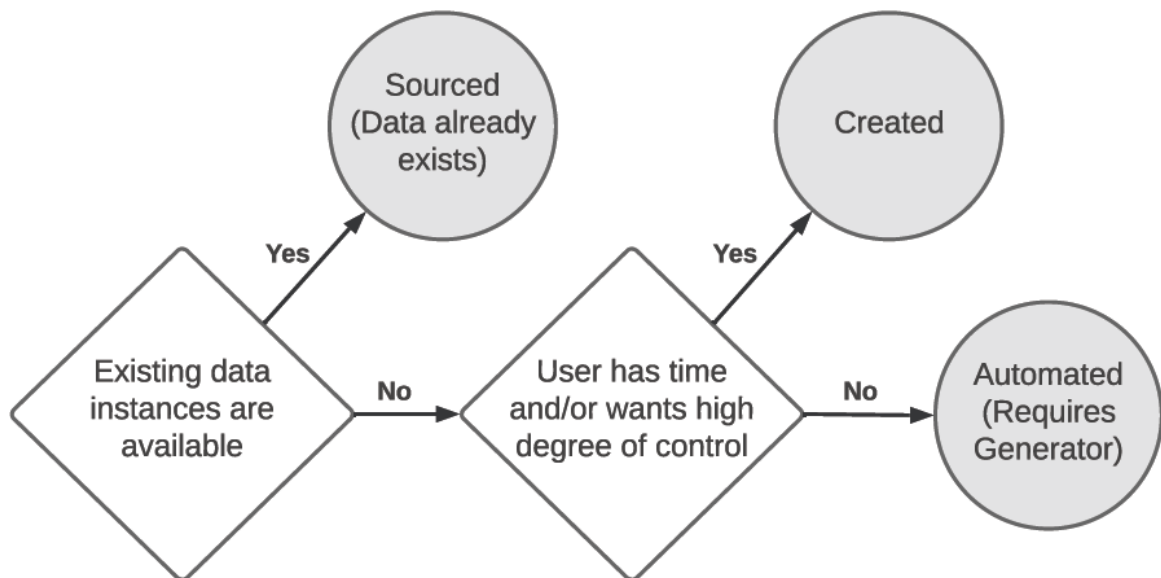 Sourced
(Data already
exists)
Created
Yes
Yes
Existing data
instances are
available
No
User has time
and/or wants high
degree of control
No
Automated
(Requires
Generator)